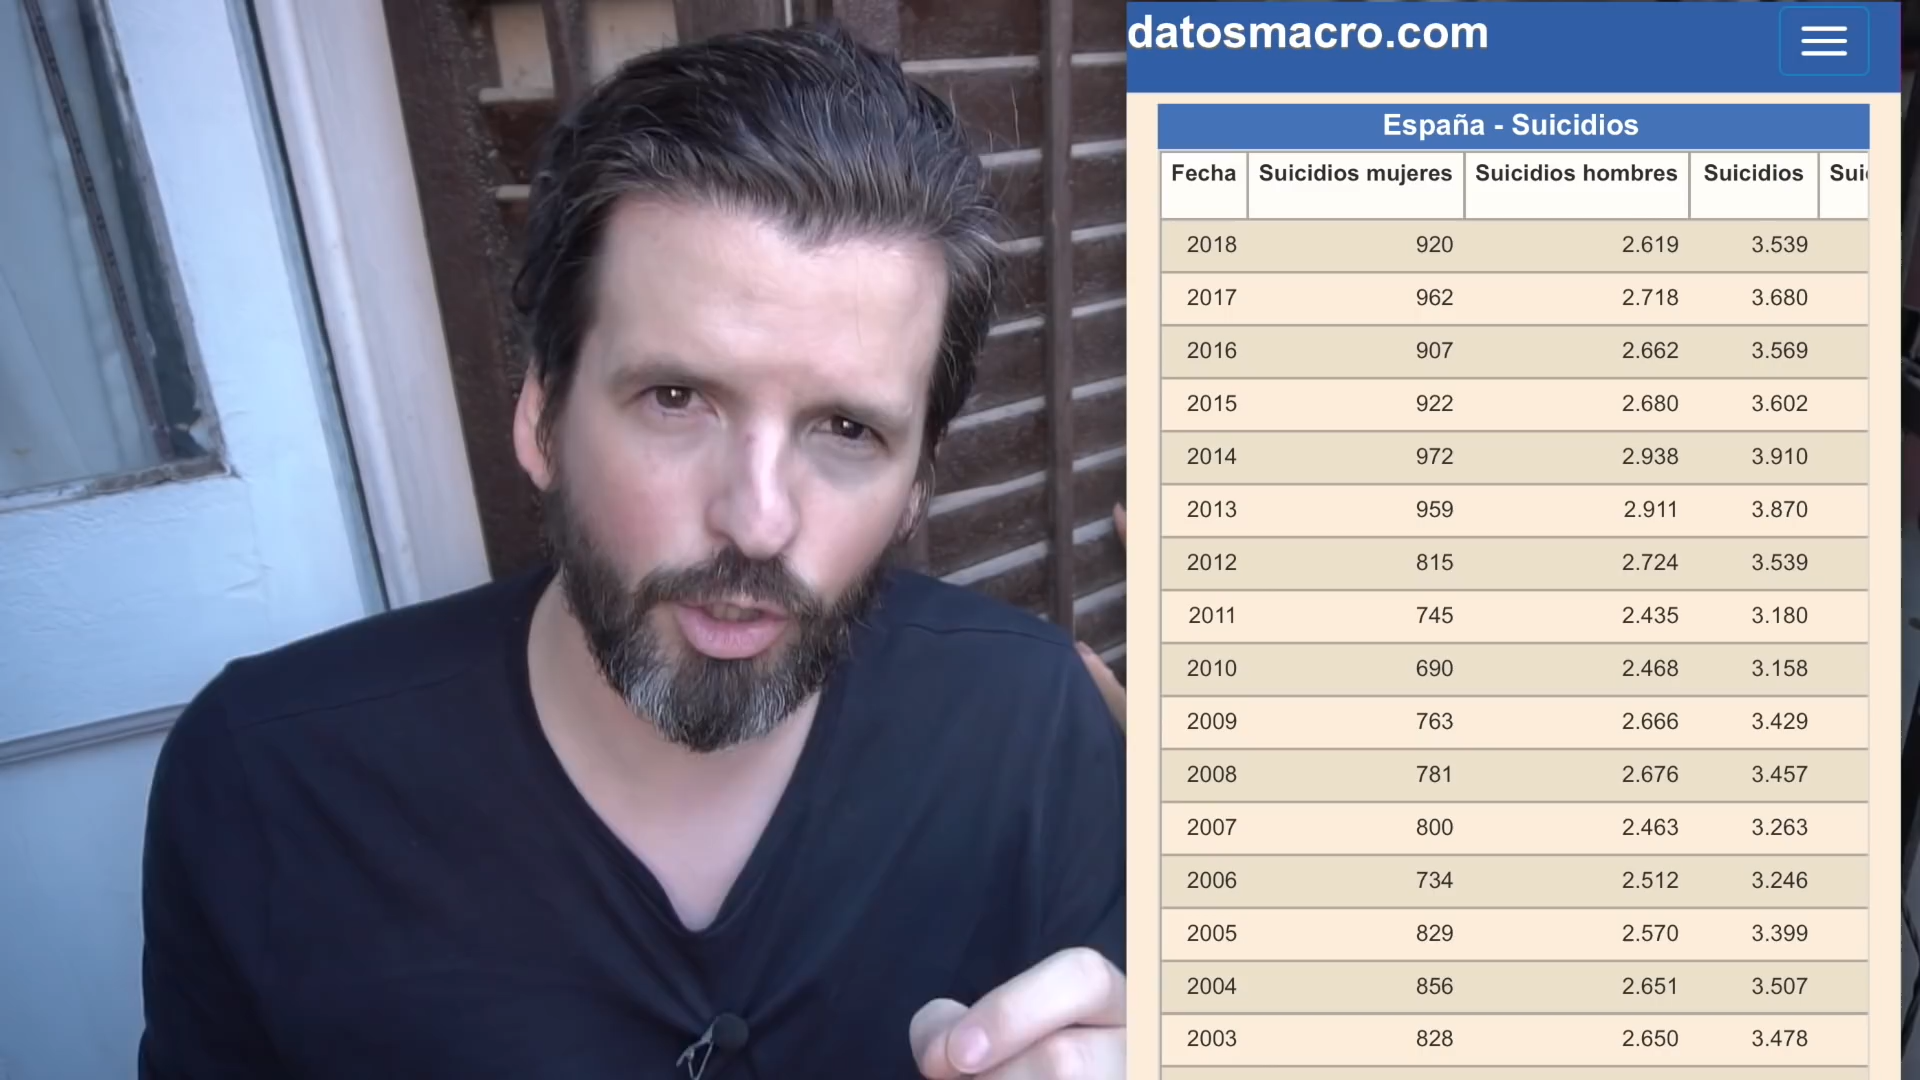 datosmacro.com
España - Suicidios
Fecha Suicidios mujeres Suicidios hombres Suicidios
2018 920 2.619 3.539
2017 962 2.718 3.680
2016 907 2.662 3.569
2015 922 2.680 3.602
2014 972 2.938 3.910
2013 959 2.911 3.870
2012 815 2.724 3.539
2011 745 2.435 3.180
2010 690 2.468 3.158
2009 763 2.666 3.429
2008 781 2.676 3.457
2007 800 2.463 3.263
2006 734 2.512 3.246
2005 829 2.570 3.399
2004 856 2.651 3.507
2003 828 2.650 3.478